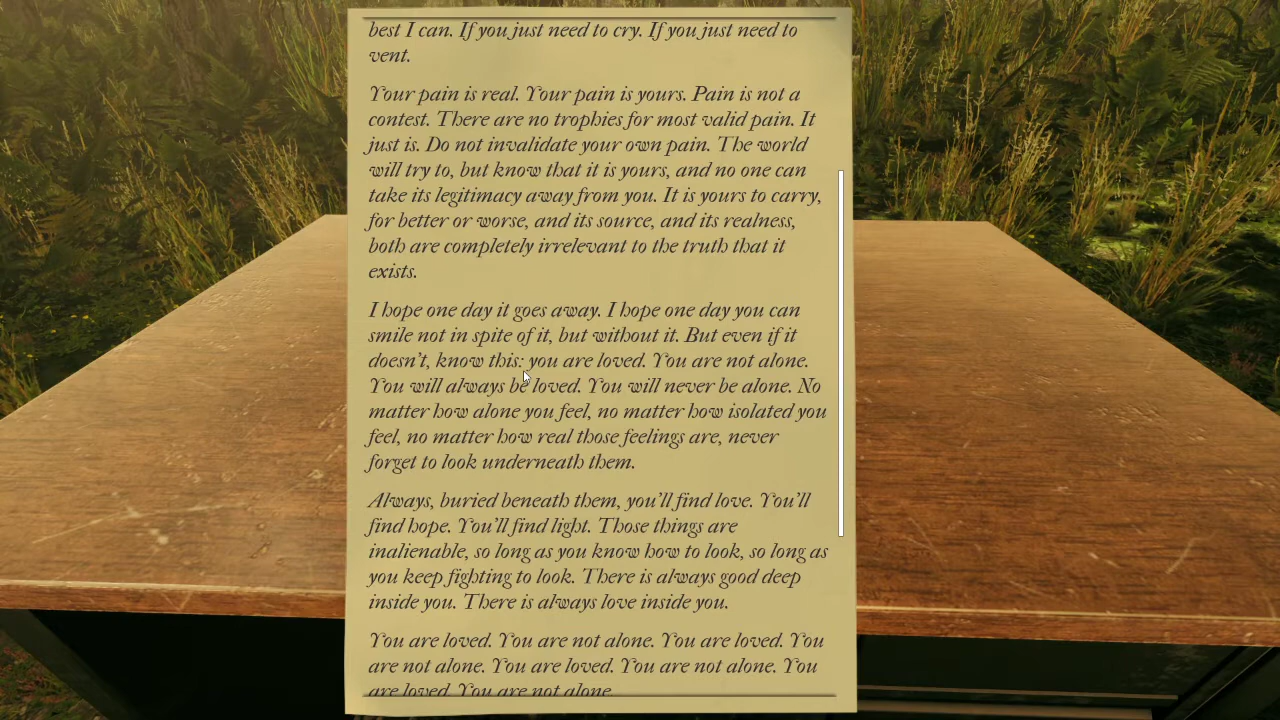 best I can. If you just need to cry. If you just need to
vent.
Your pain is real. Your pain is yours. Pain is not a
contest. There are no trophies for most valid pain. It
just is. Do not invalidate your own pain. The world
will try to, but know that it is yours, and no one can
take its legitimacy away from you. It is yours to carry,
for better or worse, and its source, and its realness,
both are completely irrelevant to the truth that it
exists.
I hope one day it goes away. I hope one day you can
smile not in spite of it, but without it. But even if it
doesn't, know this: you are loved. You are not alone.
You will always be loved. You will never be alone. No
matter how alone you feel, no matter how isolated you
feel, no matter how real those feelings are, never
forget to look underneath them.
Always, buried beneath them, you'll find love. You'll
find hope. You'll find light. Those things are
inalienable, so long as you know how to look, so long as
you keep fighting to look. There is always good deep
inside you. There is always love inside you.
You are loved. You are not alone. You are loved. You
are not alone. You are loved. You are not alone. You
are loved. You are not alone.